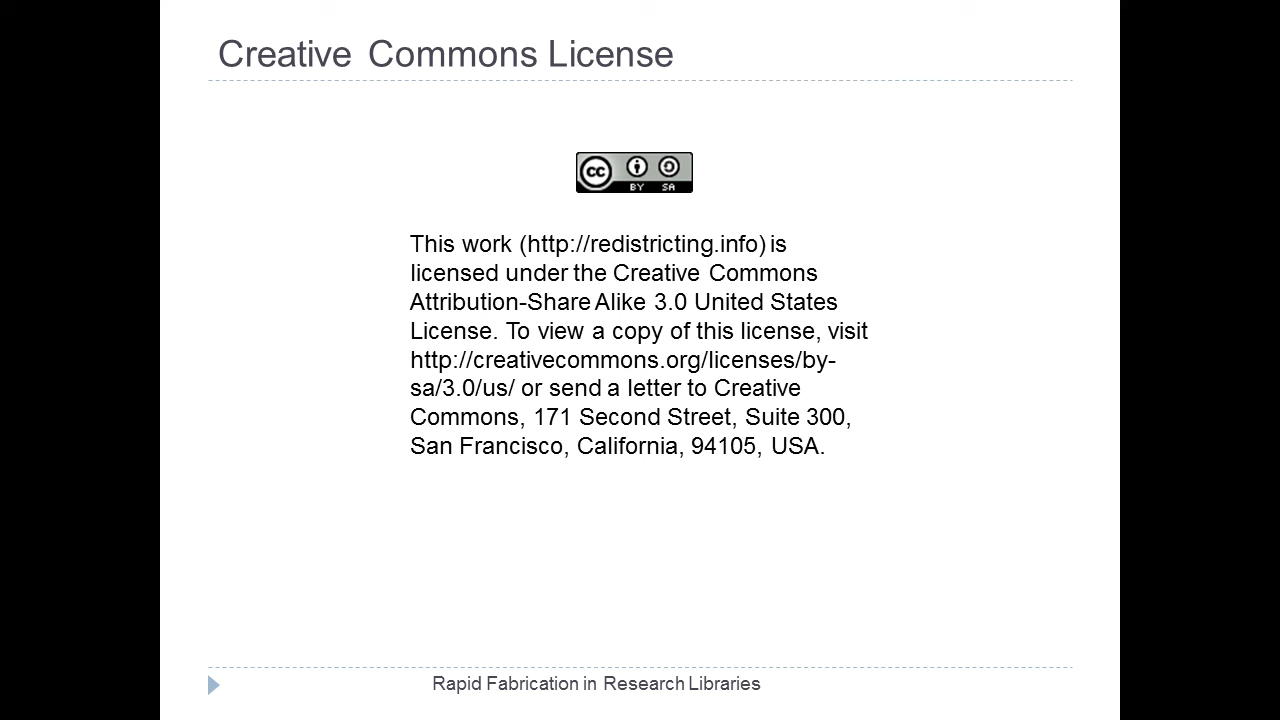 Creative Commons License
cc
BY SA
This work (http://redistricting.info) is
licensed under the Creative Commons
Attribution-Share Alike 3.0 United States
License. To view a copy of this license, visit
http://creativecommons.org/licenses/by-
sa/3.0/us/ or send a letter to Creative
Commons, 171 Second Street, Suite 300,
San Francisco, California, 94105, USA.
Rapid Fabrication in Research Libraries